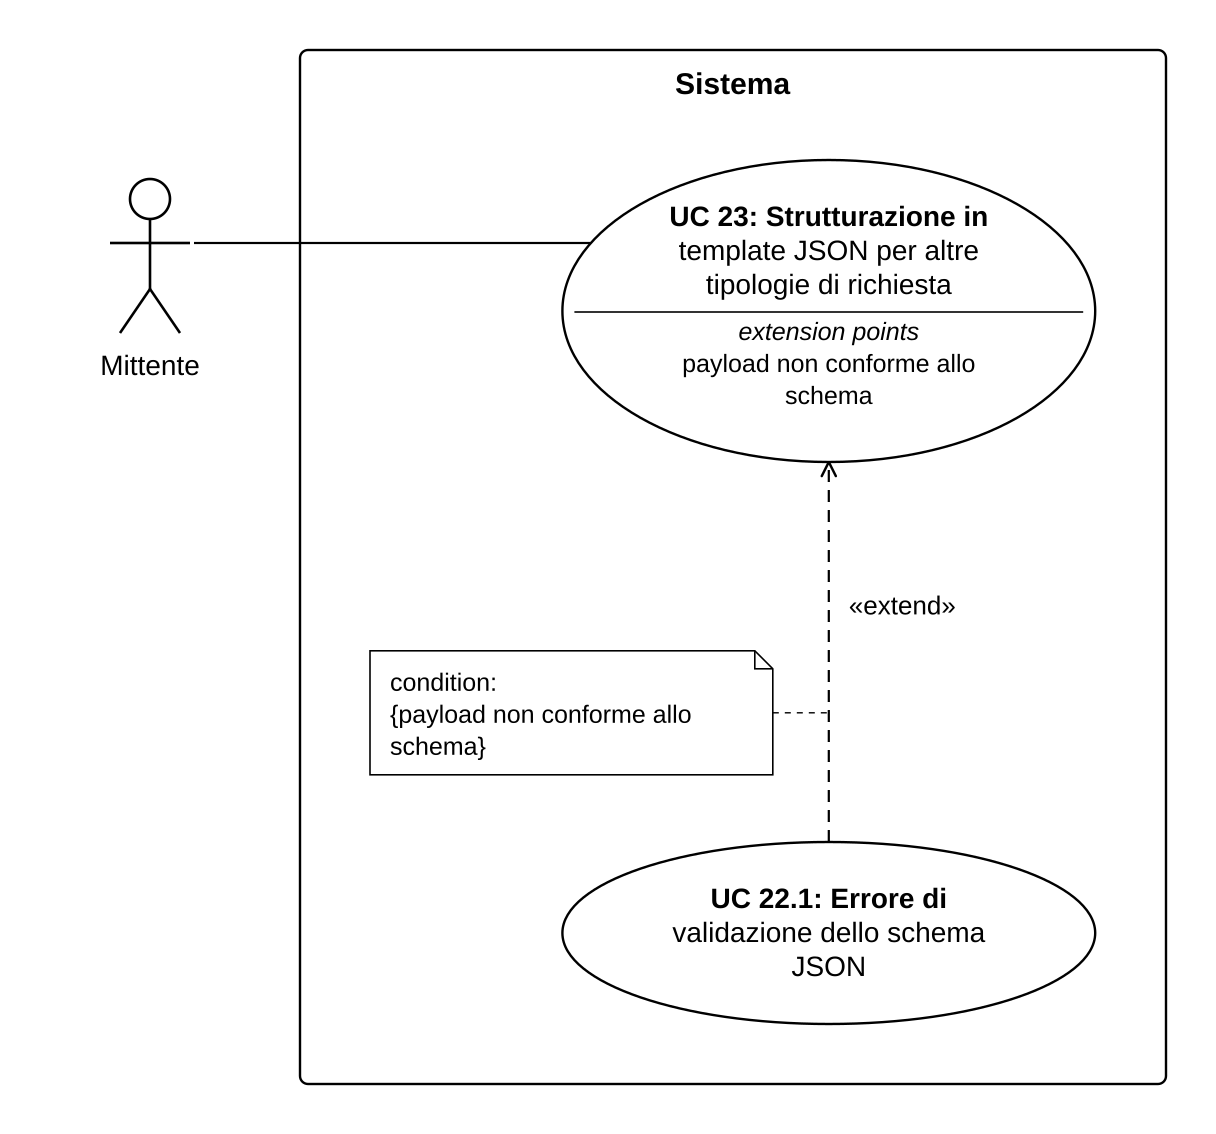 Sistema
UC 23: Strutturazione in
template JSON per altre
tipologie di richiesta
extension points
payload non conforme allo
schema
Mittente
«extend»
condition:
{payload non conforme allo
schema}
UC 22.1: Errore di
validazione dello schema
JSON